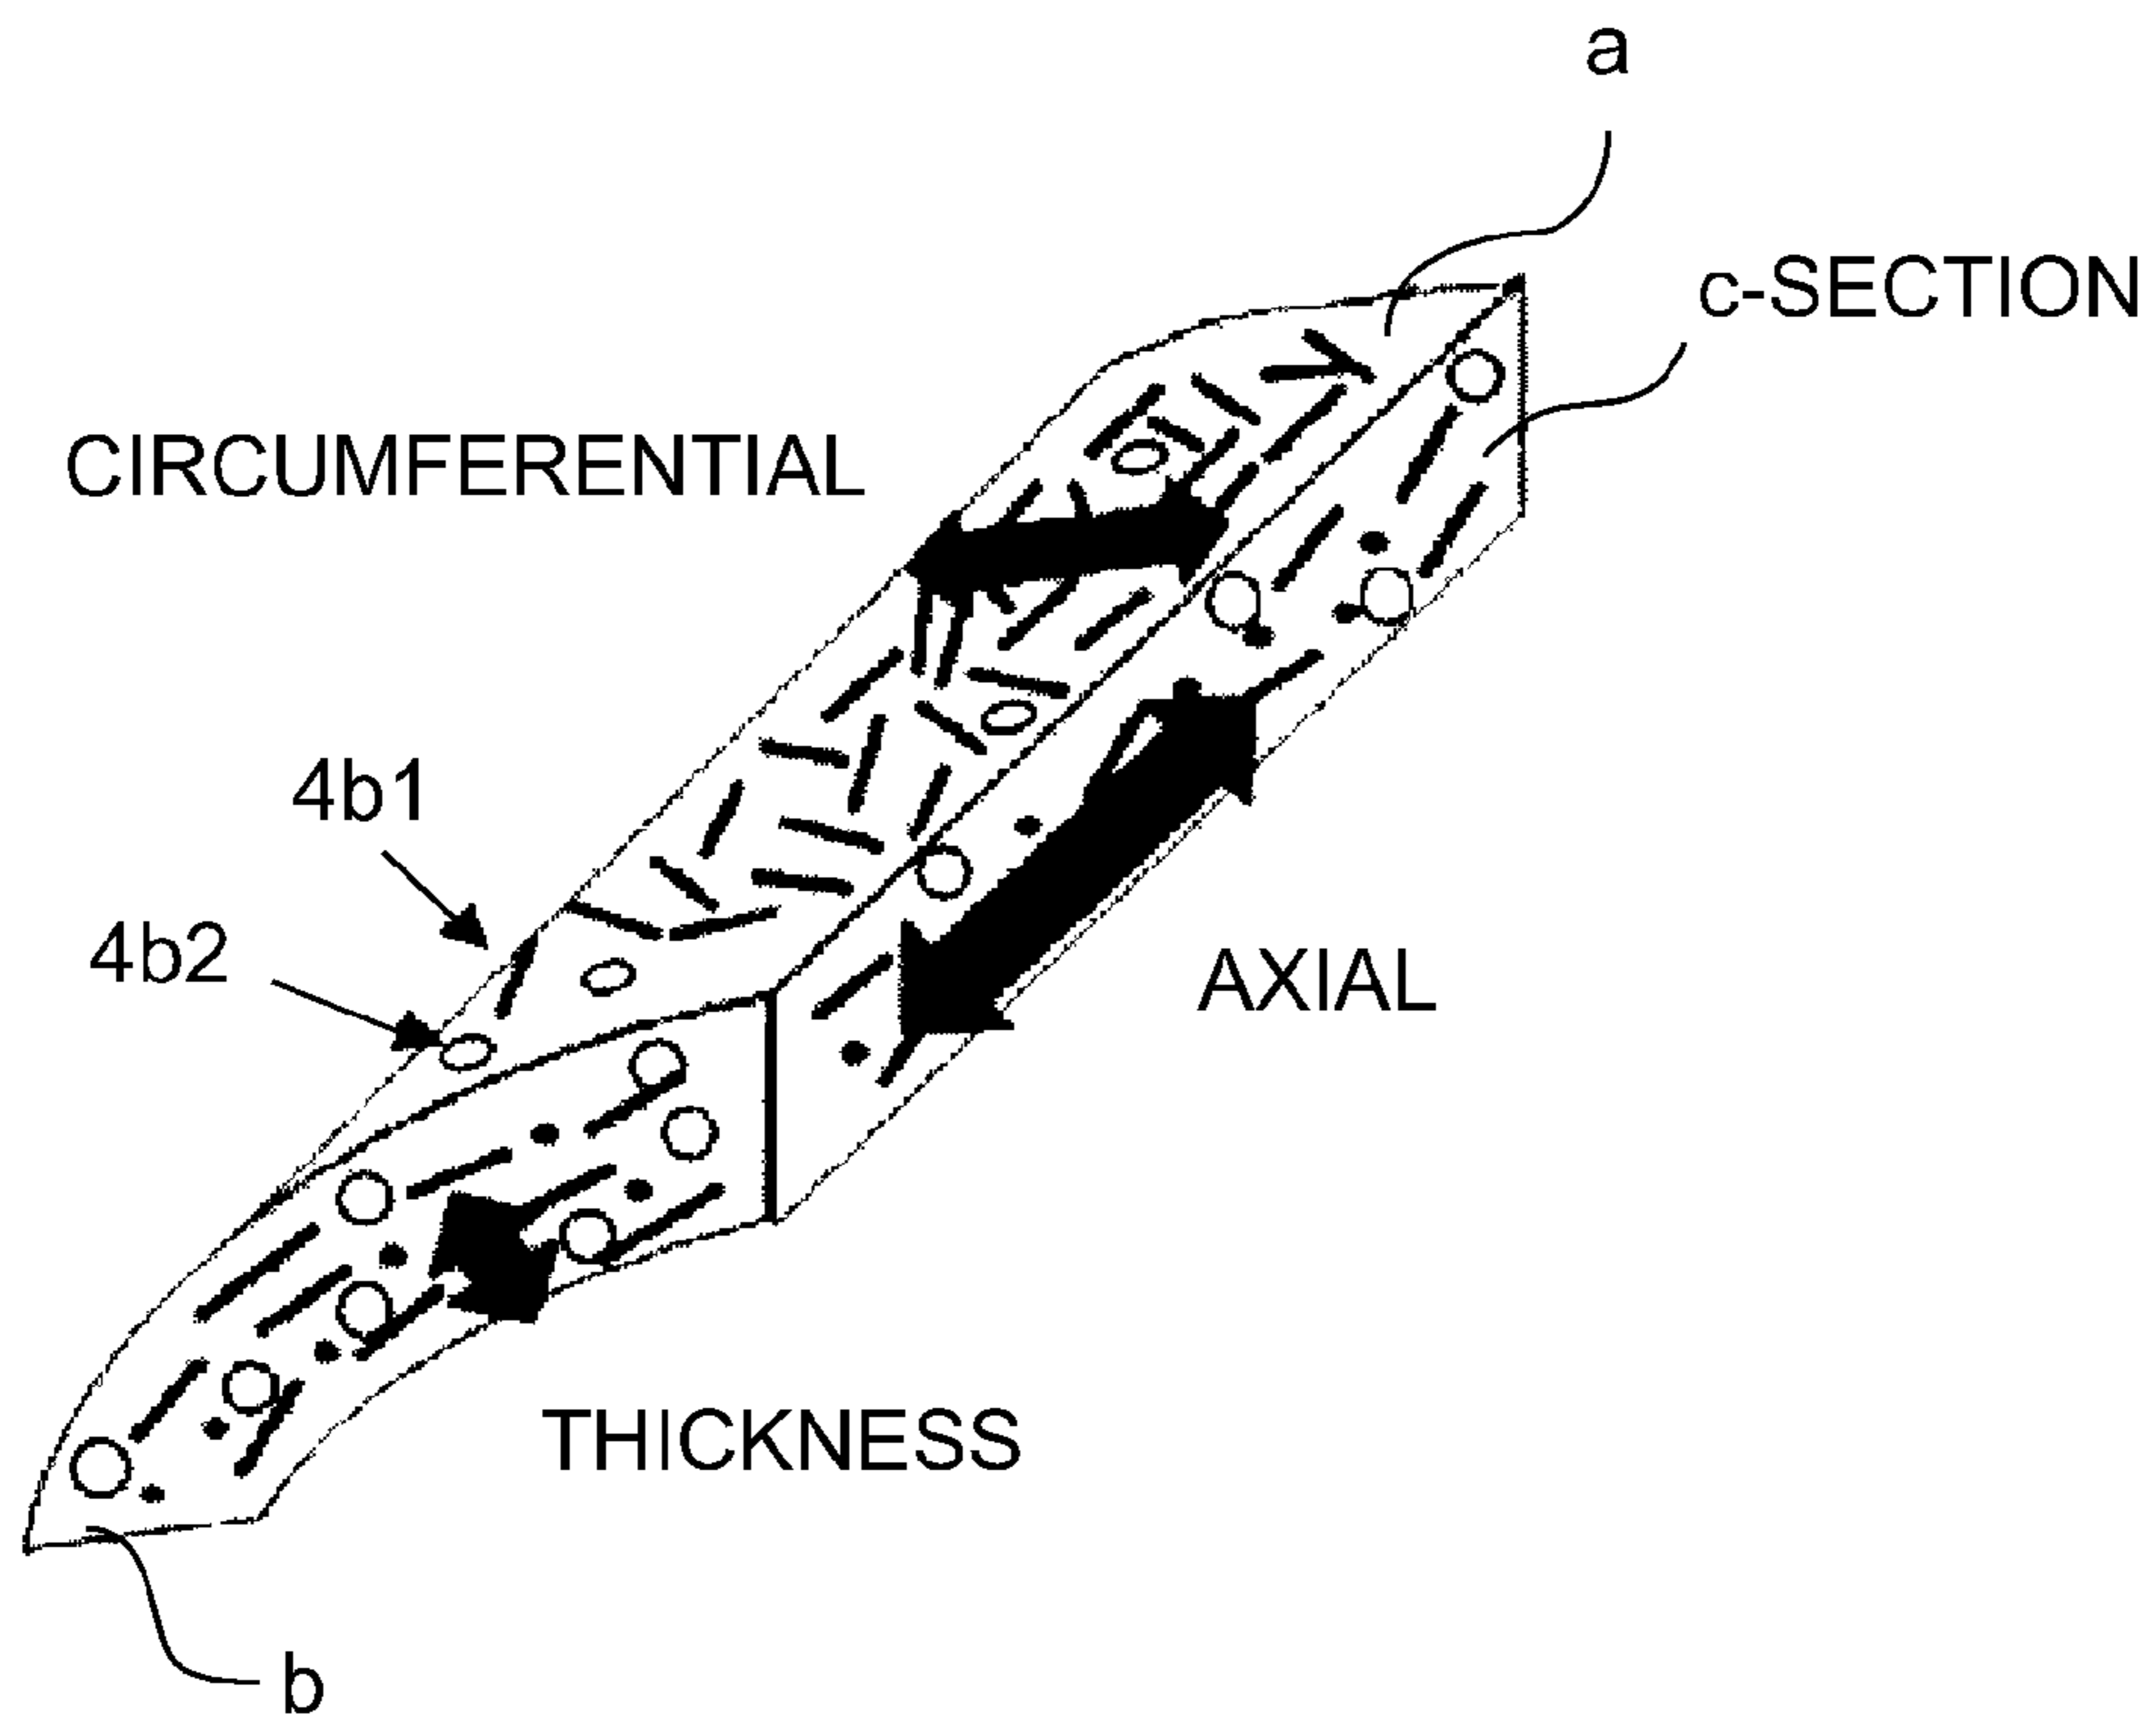 a
c-SECTION
CIRCUMFERENTIAL
4b1
4b2
AXIAL
THICKNESS
b